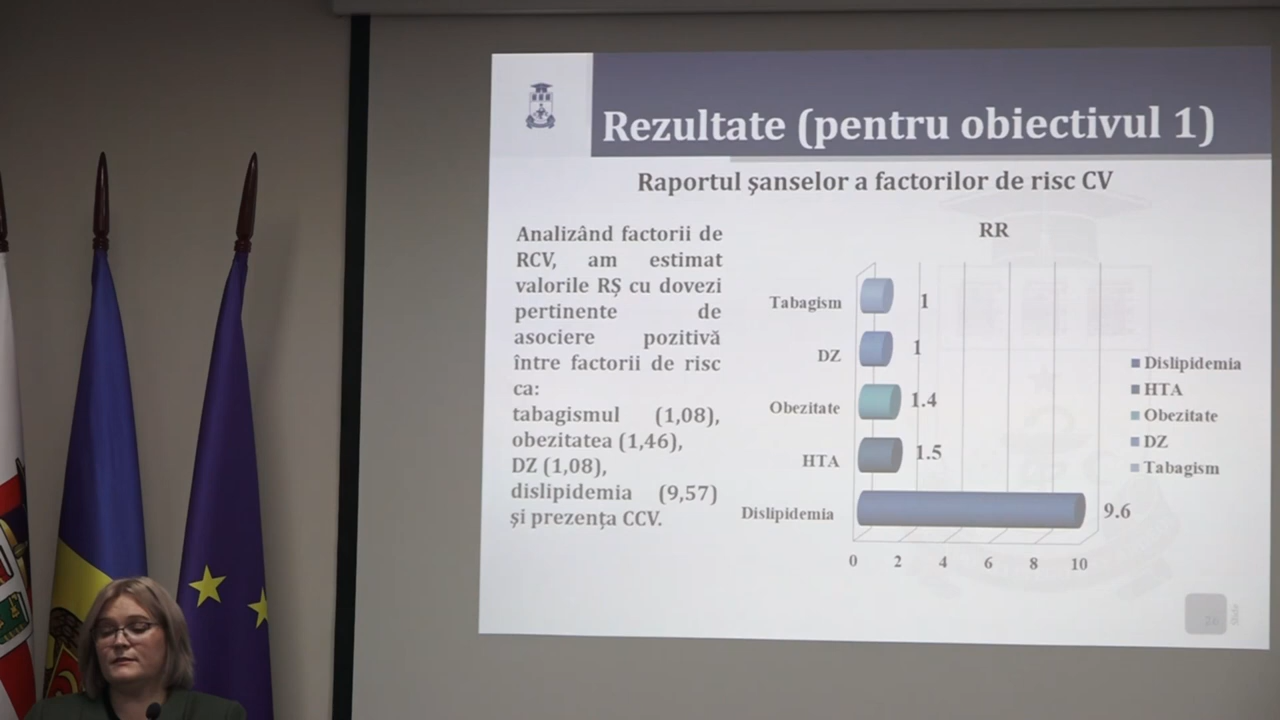 Rezultate (pentru obiectivul 1)
Raportul şanselor a factorilor de risc CV
Analizând factorii de
RCV, am estimat
valorile RŞ cu dovezi
pertinente de
asociere pozitivă
între factorii de risc
ca:
tabagismul (1,08),
obezitatea (1,46),
DZ (1,08),
dislipidemia (9,57)
și prezența CCV.
RR
Tabagism 1
DZ 1
Obezitate 1.4
HTA 1.5
Dislipidemia 9.6
0 2 4 6 8 10
Dislipidemia
HTA
Obezitate
DZ
Tabagism